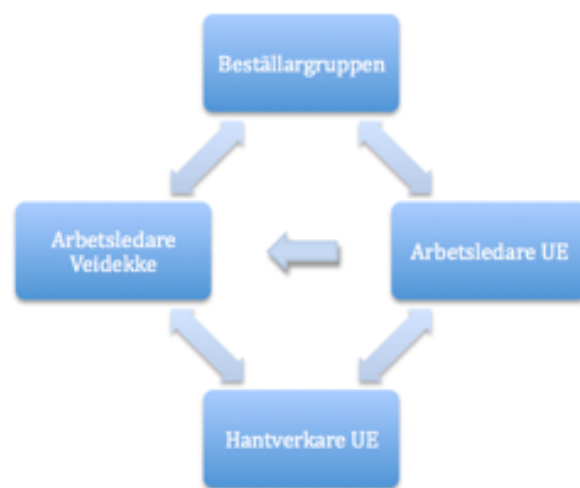 Beställargruppen
Arbetsledare
Veidekke
Arbetsledare UE
Hantverkare UE